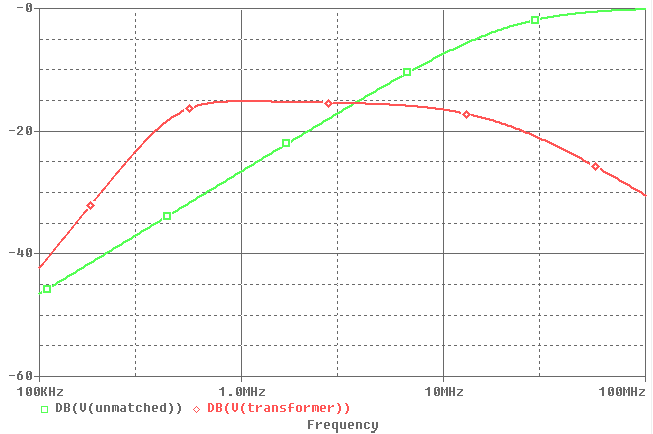 -0
-20
-40
-60
100KHz 1.0MHz 10MHz 100MHz
DB(V(unmatched)) DB(V(transformer))
Frequency